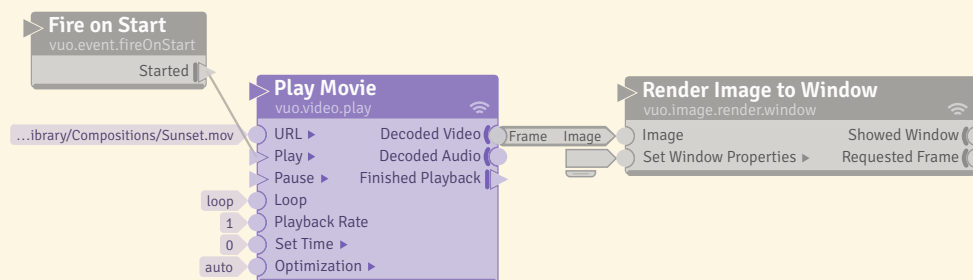 Fire on Start
vuo.event.fireOnStart
Started
Play Movie
vuo.video.play
…ibrary/Compositions/Sunset.mov
URL
Decoded Video
Play
Decoded Audio
Pause
Finished Playback
loop
Loop
1
Playback Rate
0
Set Time
auto
Optimization
Frame
Image
Render Image to Window
vuo.image.render.window
Image
Showed Window
Set Window Properties
Requested Frame